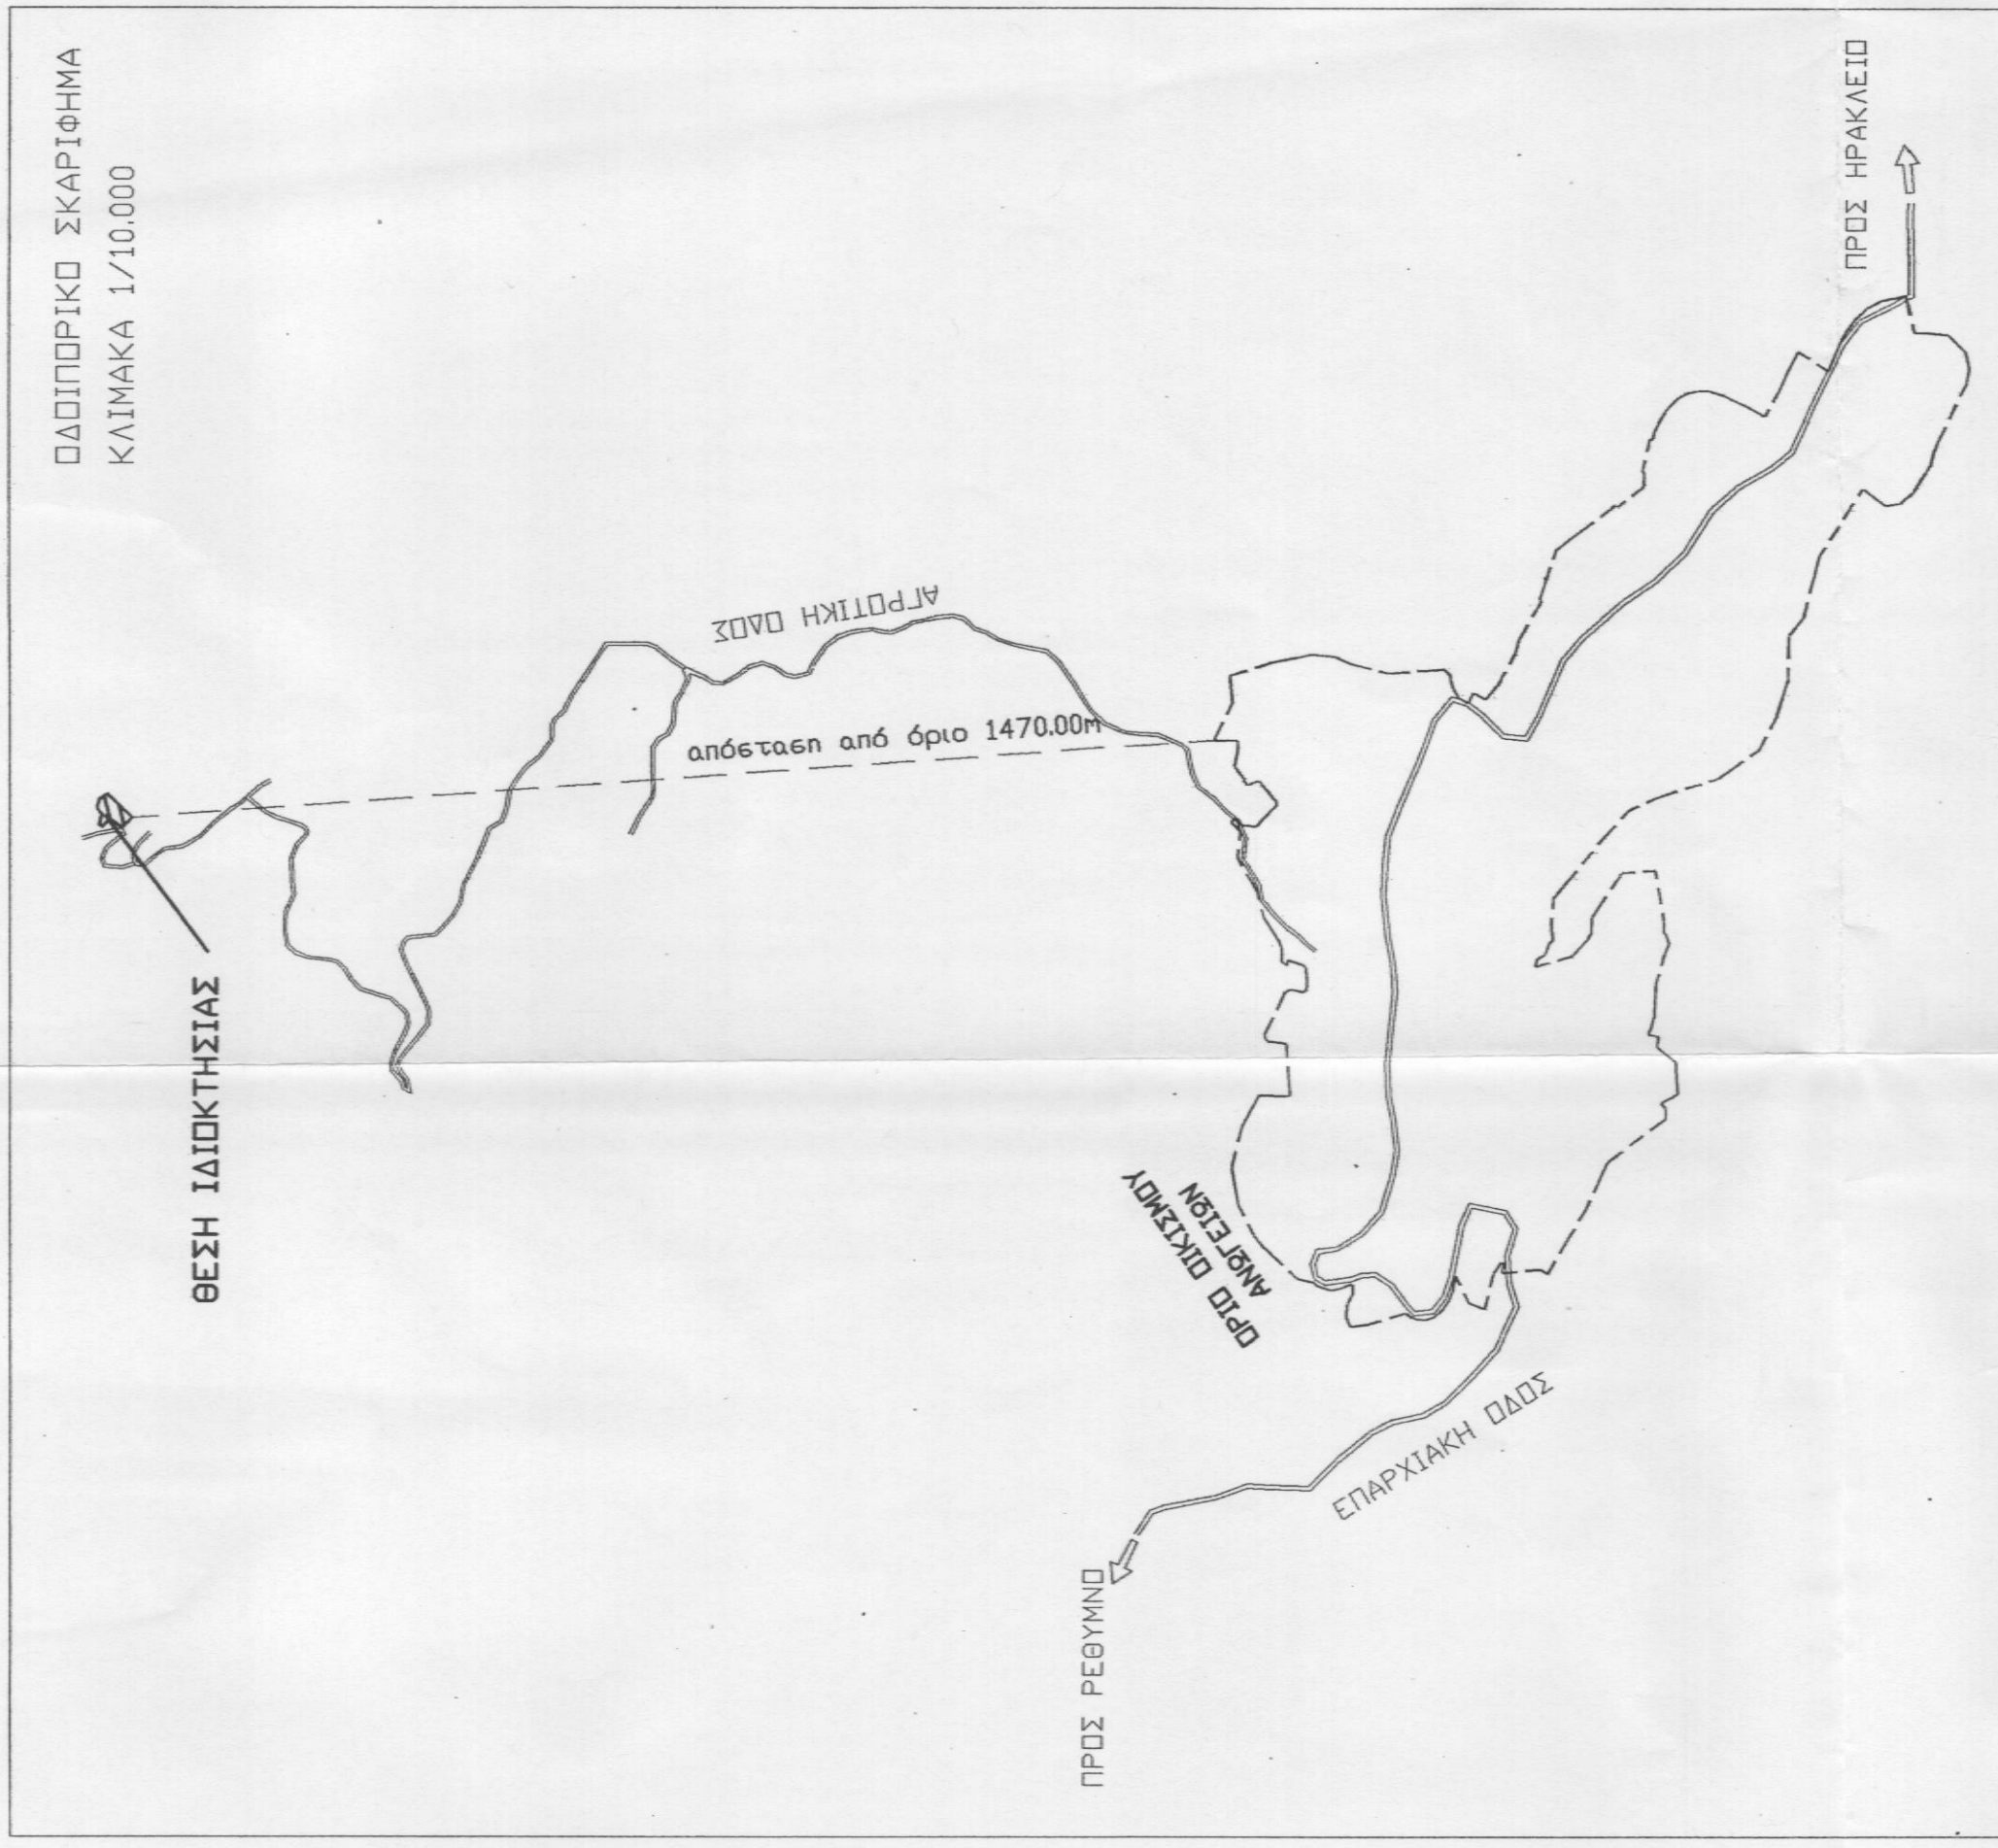 ΟΔΟΙΠΟΡΙΚΟ ΣΚΑΡΙΦΗΜΑ
ΚΛΙΜΑΚΑ 1/10.000
ΘΕΣΗ ΙΔΙΟΚΤΗΣΙΑΣ
ΑΓΡΟΤΙΚΗ ΟΔΟΣ
απόσταση από όριο 1470.00m
ΟΡΙΟ ΟΙΚΙΣΜΟΥ
ΑΝΩΓΕΙΩΝ
ΠΡΟΣ ΗΡΑΚΛΕΙΟ
ΕΠΑΡΧΙΑΚΗ ΟΔΟΣ
ΠΡΟΣ ΡΕΘΥΜΝΟ